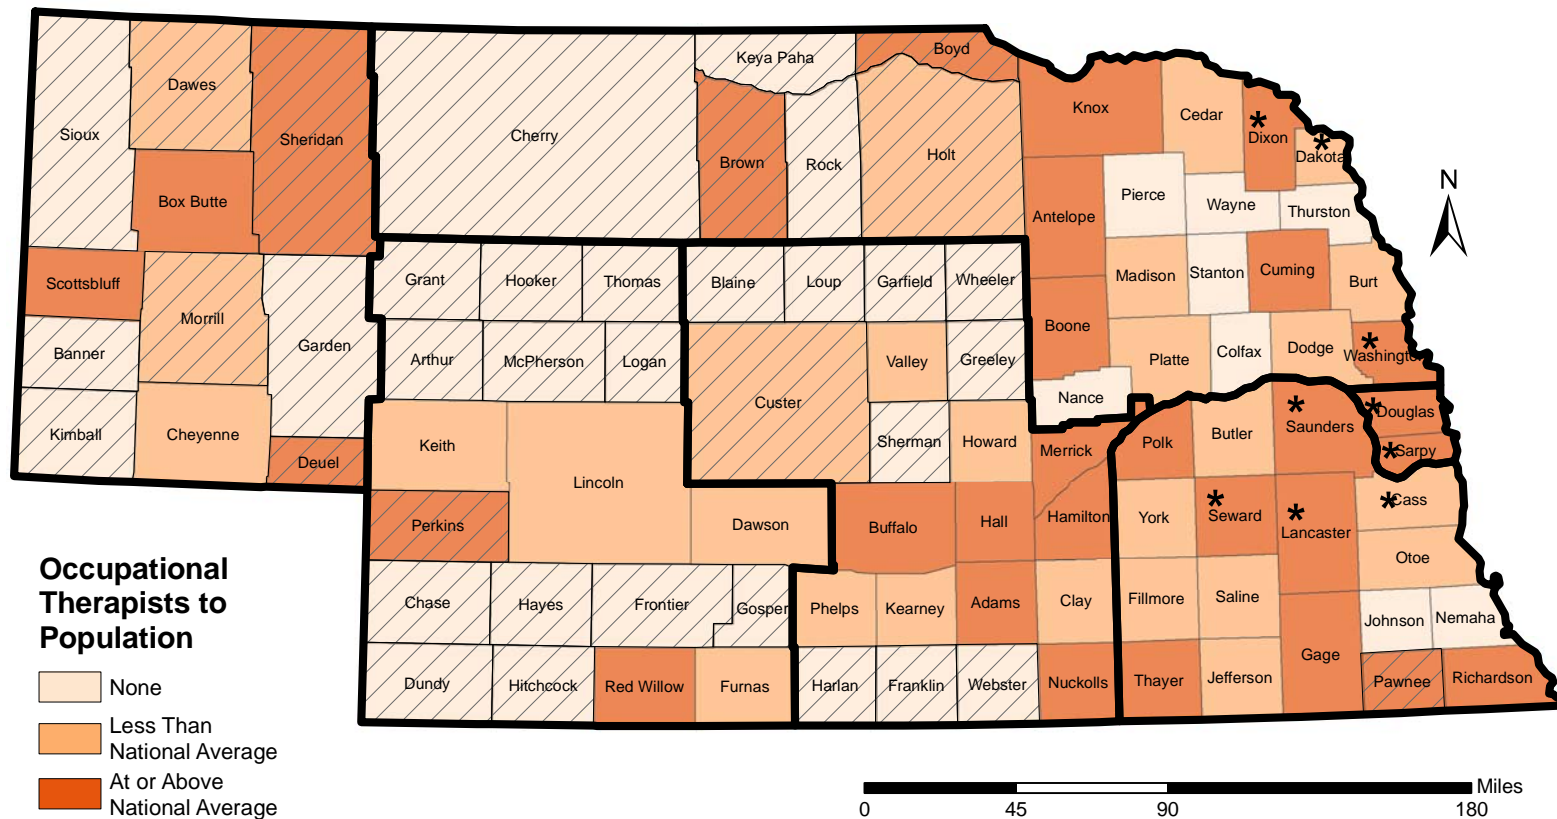 Keya Paha
Boyd
Dawes
Knox
Cedar
Sioux
Sheridan
Cherry
Brown
Rock
Holt
* Dixon
* Dakota
N
Box Butte
Antelope
Pierce
Wayne
Thurston
Scottsbluff
Grant
Hooker
Thomas
Blaine
Loup
Garfield
Wheeler
Madison
Stanton
Cuming
Burt
Morrill
Garden
Banner
Arthur
McPherson
Logan
Custer
Valley
Greeley
Boone
Platte
Colfax
Dodge
* Washington
Nance
Kimball
Cheyenne
Deuel
Keith
Lincoln
Sherman
Howard
Merrick
Polk
Butler
* Saunders
* Douglas
* Sarpy
Perkins
Dawson
Buffalo
Hall
Hamilton
York
* Seward
* Lancaster
* Cass
Otoe
Chase
Hayes
Frontier
Gosper
Phelps
Kearney
Adams
Clay
Fillmore
Saline
Gage
Johnson
Nemaha
Dundy
Hitchcock
Red Willow
Furnas
Harlan
Franklin
Webster
Nuckolls
Thayer
Jefferson
Pawnee
Richardson
Occupational
Therapists to
Population
None
Less Than
National Average
At or Above
National Average
Miles
0 45 90 180